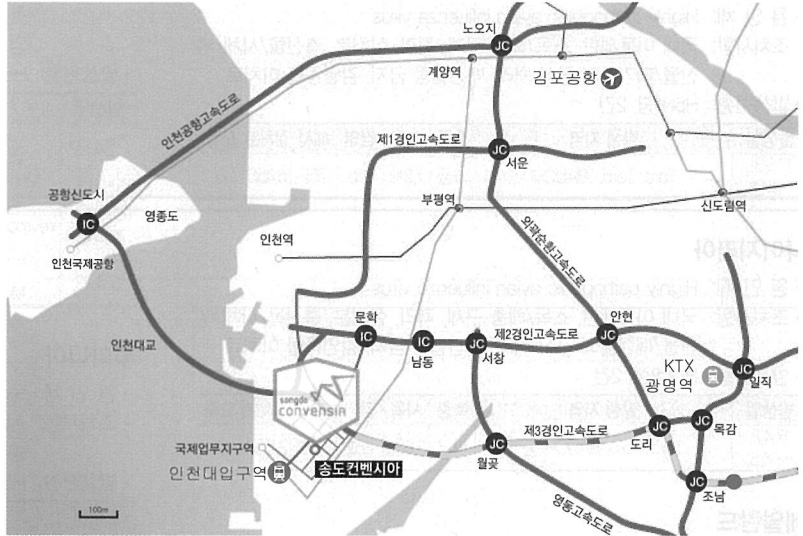 노오지
JC
계양역
김포공항
인천공항고속도로
제1경인고속도로
JC
서운
공항신도시
IC
영종도
인천국제공항
부평역
신도림역
인천역
외곽순환고속도로
인천대교
문학
IC
IC
남동
JC
서창
제2경인고속도로
안현
JC
KTX
광명역
JC
일직
songdo
convensia
제3경인고속도로
JC
도리
JC
목감
국제업무지구역
인천대입구역
송도컨벤시아
JC
월곶
JC
조남
영동고속도로
100m